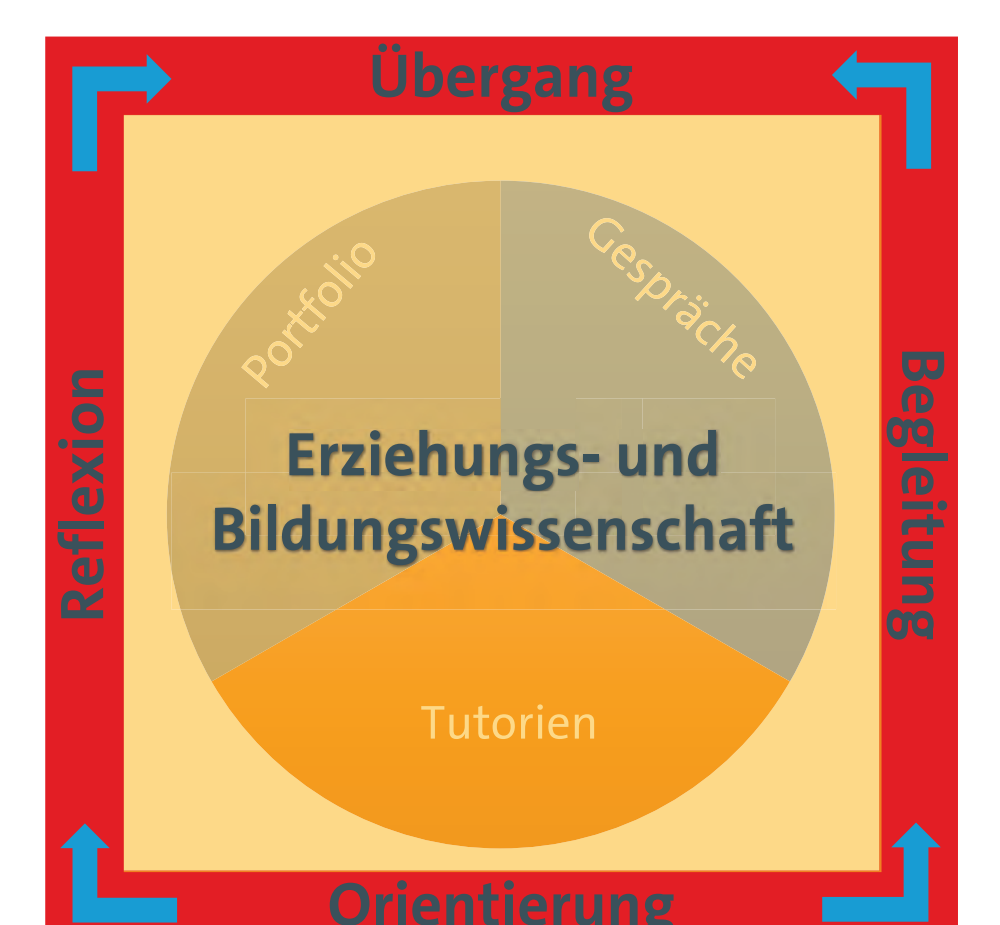 Übergang
Portfolio
Gespräche
Reflexion
Begleitung
Erziehungs- und
Bildungswissenschaft
Tutorien
Orientierung